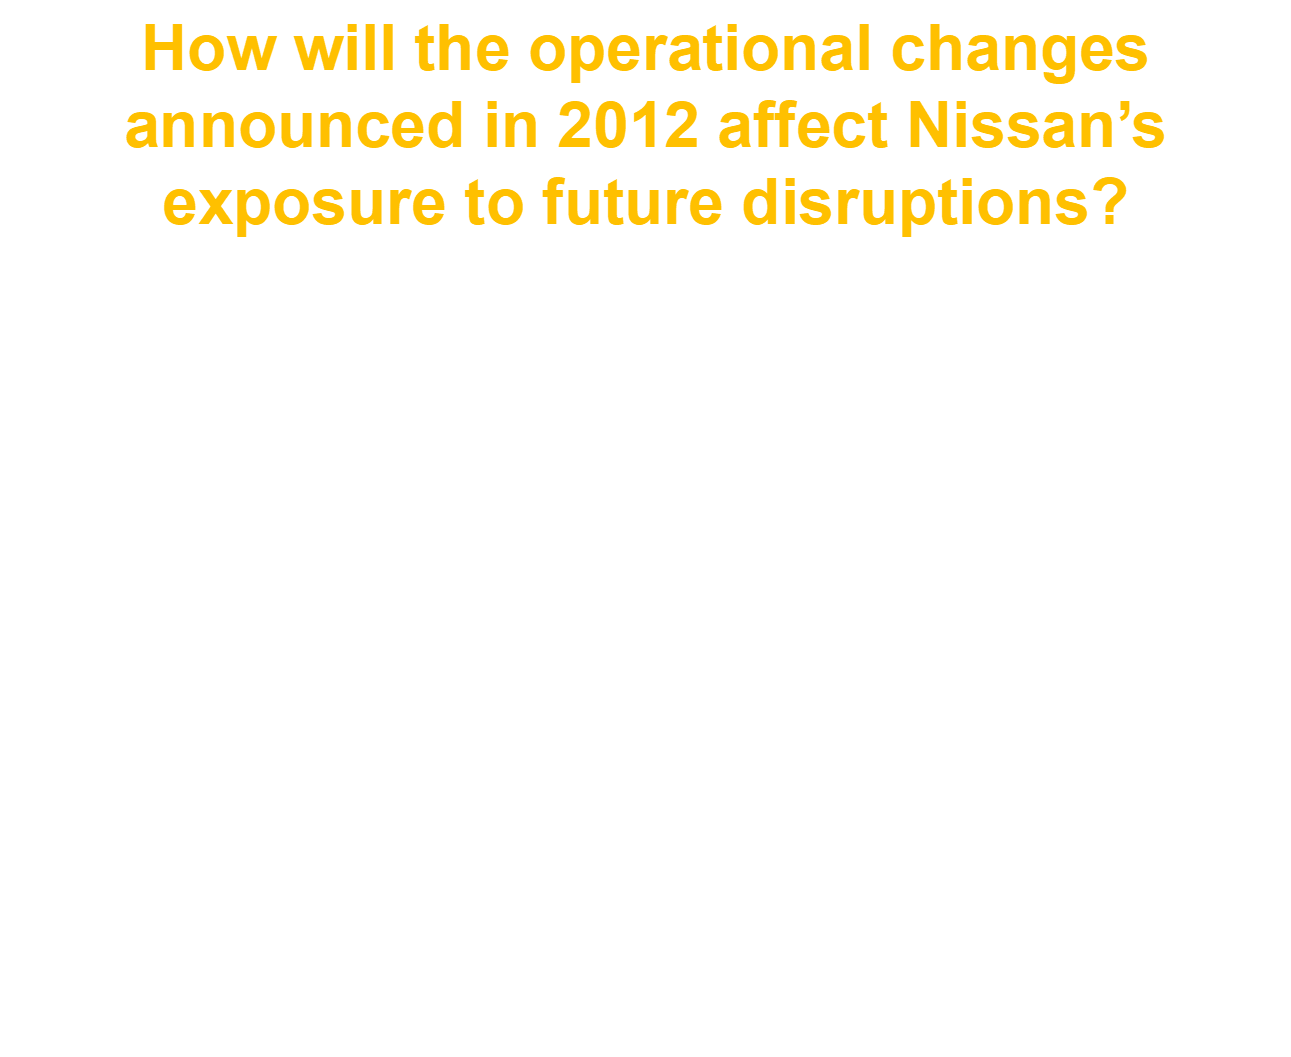 How will the operational changes
announced in 2012 affect Nissan’s
exposure to future disruptions?